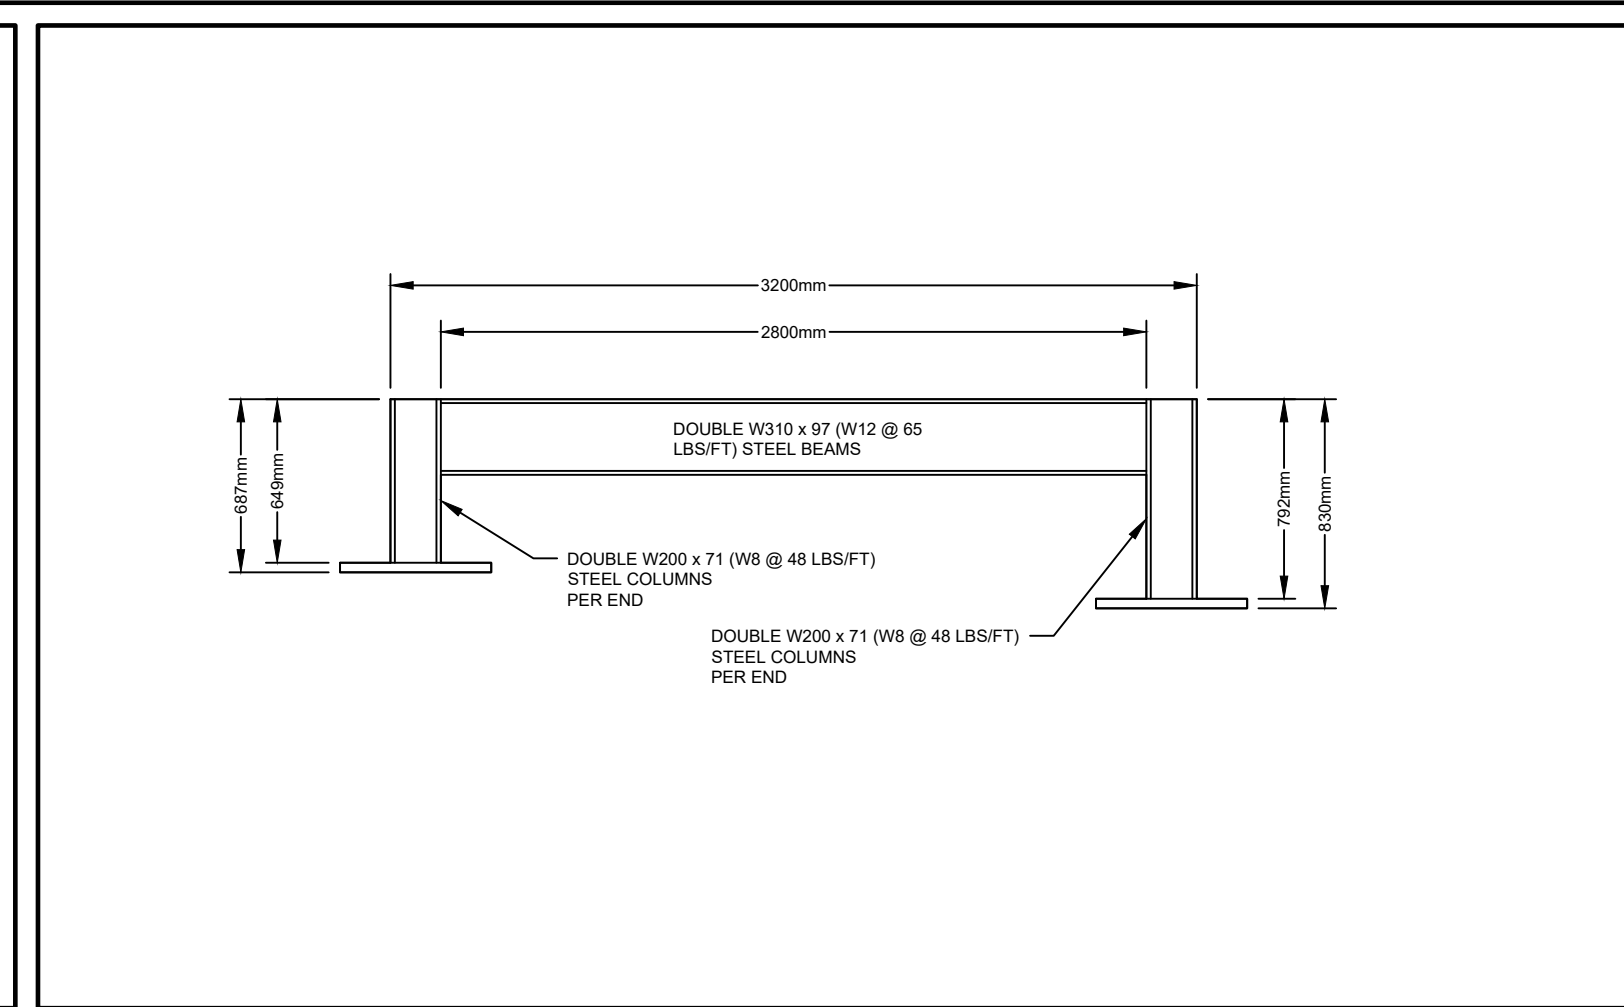 3200mm
2800mm
DOUBLE W310 x 97 (W12 @ 65
LBS/FT) STEEL BEAMS
687mm
649mm
792mm
830mm
DOUBLE W200 x 71 (W8 @ 48 LBS/FT)
STEEL COLUMNS
PER END
DOUBLE W200 x 71 (W8 @ 48 LBS/FT)
STEEL COLUMNS
PER END